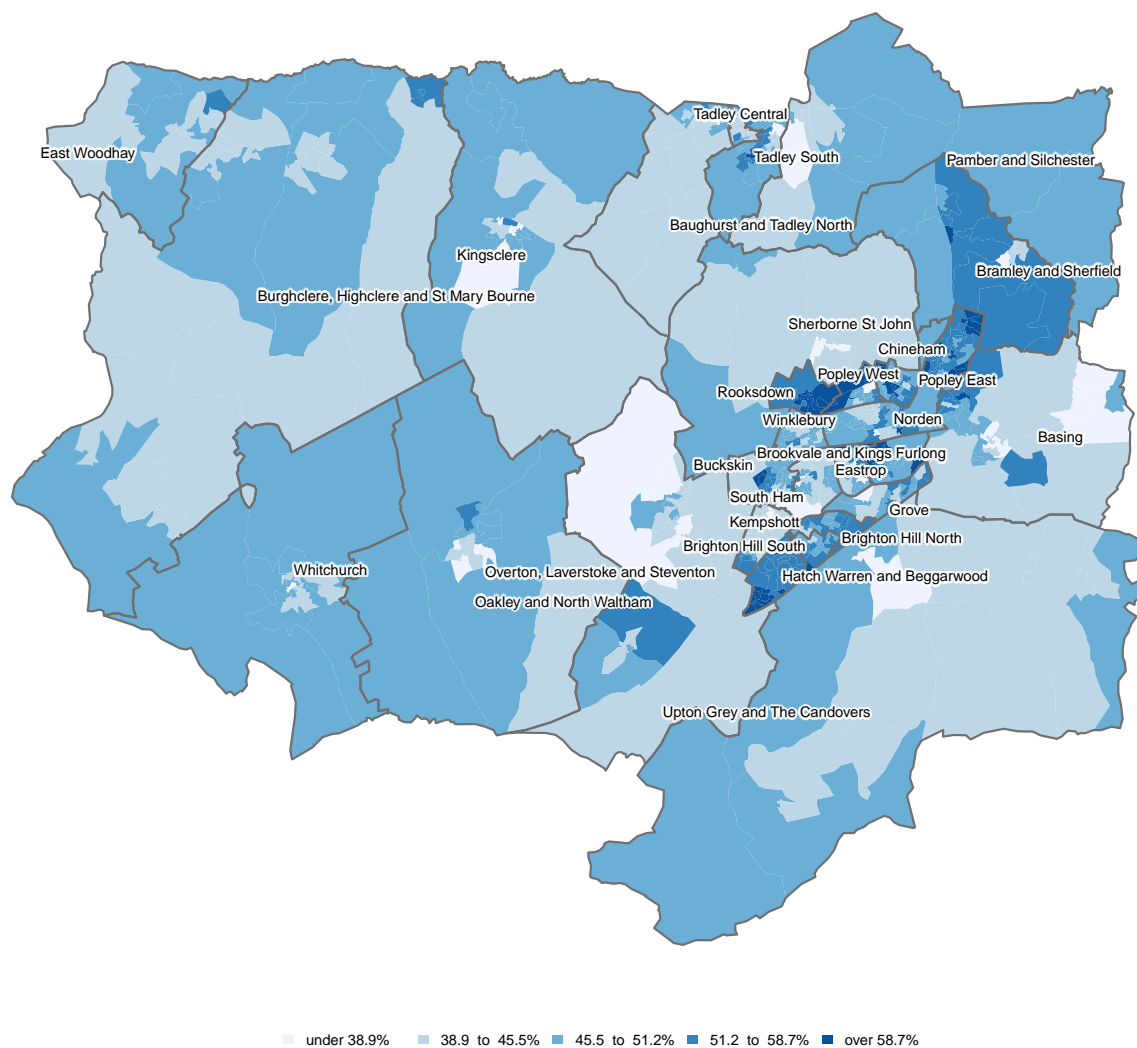 Tadley Central
East Woodhay
Tadley South
Pamber and Silchester
Baughurst and Tadley North
Kingsclere
Bramley and Sherfield
Burghclere, Highclere and St Mary Bourne
Sherborne St John
Chineham
Popley West
Popley East
Rooksdown
Winklebury
Norden
Basing
Brookvale and Kings Furlong
Buckskin
Eastrop
South Ham
Grove
Kempshott
Brighton Hill North
Brighton Hill South
Whitchurch
Overton, Laverstoke and Steventon
Hatch Warren and Beggarwood
Oakley and North Waltham
Upton Grey and The Candovers
under 38.9% 38.9 to 45.5% 45.5 to 51.2% 51.2 to 58.7% over 58.7%